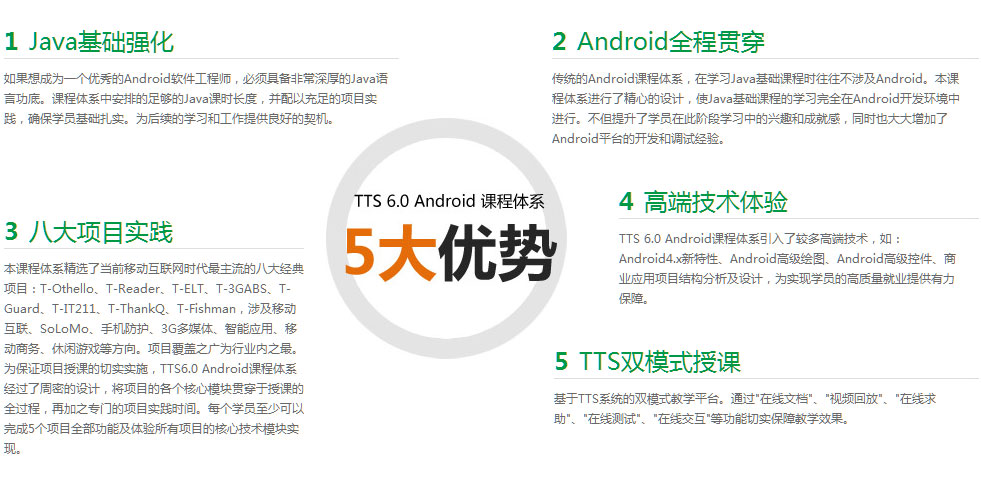 1 Java基础强化
如果想成为一个优秀的Android软件工程师，必须具备非常深厚的Java语
言功底。课程体系中安排的足够的Java课时长度，并配以充足的项目实
践，确保学员基础扎实。为后续的学习和工作提供良好的契机。
2 Android全程贯穿
传统的Android课程体系，在学习Java基础课程时往往不涉及Android。本课
程体系进行了精心的设计，使Java基础课程的学习完全在Android开发环境中
进行。不但提升了学员在此阶段学习中的兴趣和成就感，同时也大大增加了
Android平台的开发和调试经验。
TTS 6.0 Android 课程体系
5大优势
3 八大项目实践
本课程体系精选了当前移动互联网时代最主流的八大经典
项目：T-Othello、T-Reader、T-ELT、T-3GABS、T-
Guard、T-IT211、T-ThankQ、T-Fishman，涉及移动
互联、SoLoMo、手机防护、3G多媒体、智能应用、移
动商务、休闲游戏等方向。项目覆盖之广为行业内之最。
为保证项目授课的切实实施，TTS6.0 Android课程体系
经过了周密的设计，将项目的各个核心模块贯穿于授课的
全过程，再加之专门的项目实践时间。每个学员至少可以
完成5个项目全部功能及体验所有项目的核心技术模块实
现。
4 高端技术体验
TTS 6.0 Android课程体系引入了较多高端技术，如：
Android4.x新特性、Android高级绘图、Android高级控件、商
业应用项目结构分析及设计，为实现学员的高质量就业提供有力
保障。
5 TTS双模式授课
基于TTS系统的双模式教学平台。通过"在线文档"、"视频回放"、"在线求
助"、"在线测试"、"在线交互"等功能切实保障教学效果。